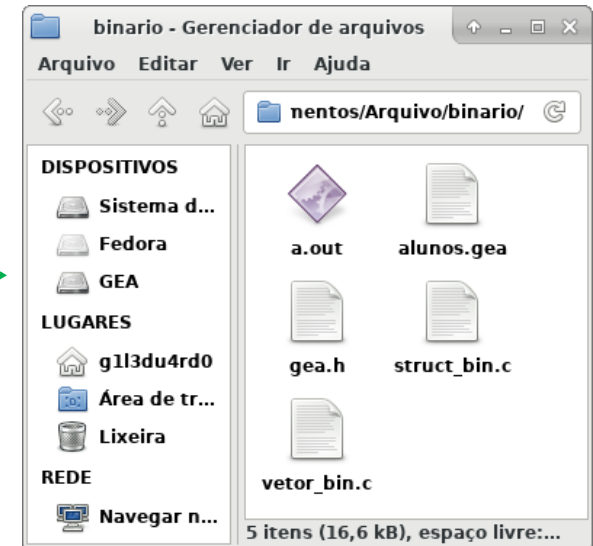 binario - Gerenciador de arquivos
Arquivo Editar Ver Ir Ajuda
nentos/Arquivo/binario/
DISPOSITIVOS
Sistema d...
Fedora
GEA
LUGARES
g1l3du4rd0
Área de tr...
Lixeira
REDE
Navegar n...
a.out alunos.gea
gea.h struct_bin.c
vetor_bin.c
5 itens (16,6 kB), espaço livre:...